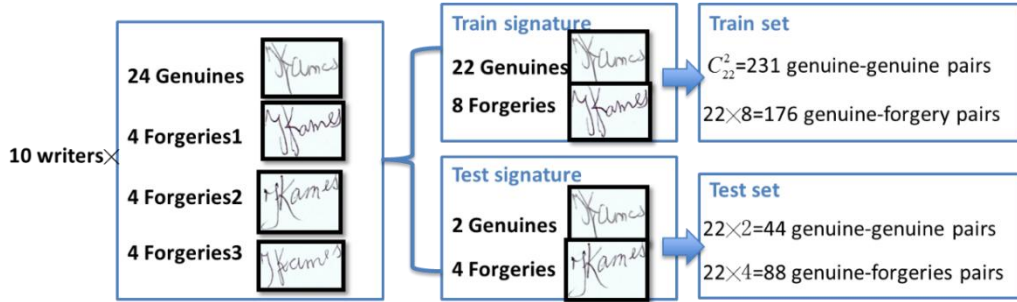 10 writers×
24 Genuines
4 Forgeries1
4 Forgeries2
4 Forgeries3
Train signature
22 Genuines
8 Forgeries
Test signature
2 Genuines
4 Forgeries
Train set
C²₂₂=231 genuine-genuine pairs
22×8=176 genuine-forgery pairs
Test set
22×2=44 genuine-genuine pairs
22×4=88 genuine-forgeries pairs